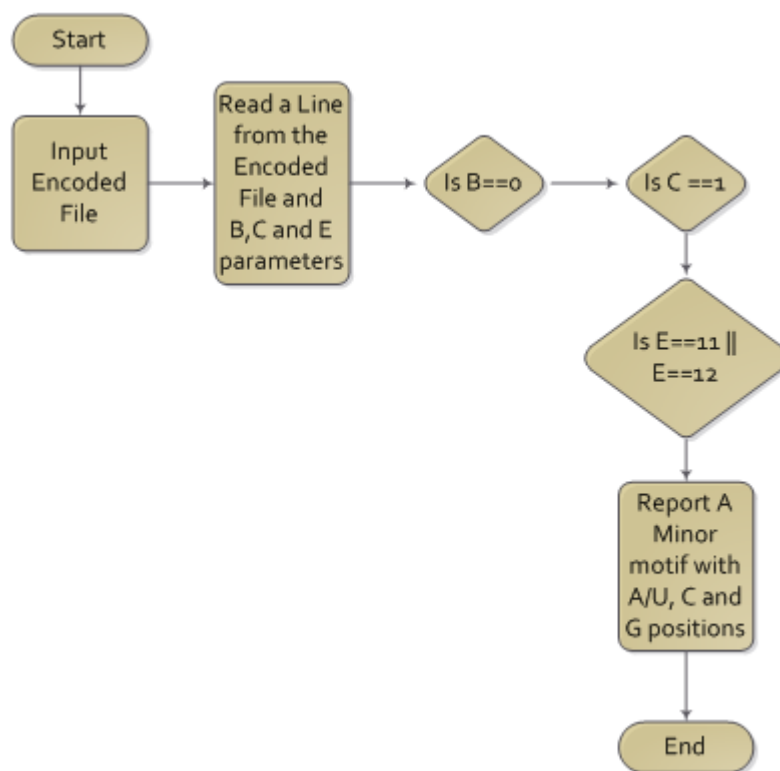 Start
Input
Encoded
File
Read a Line
from the
Encoded
File and
B,C and E
parameters
Is B==0
Is C ==1
Is E==11 ||
E==12
Report A
Minor
motif with
A/U, C and
G positions
End